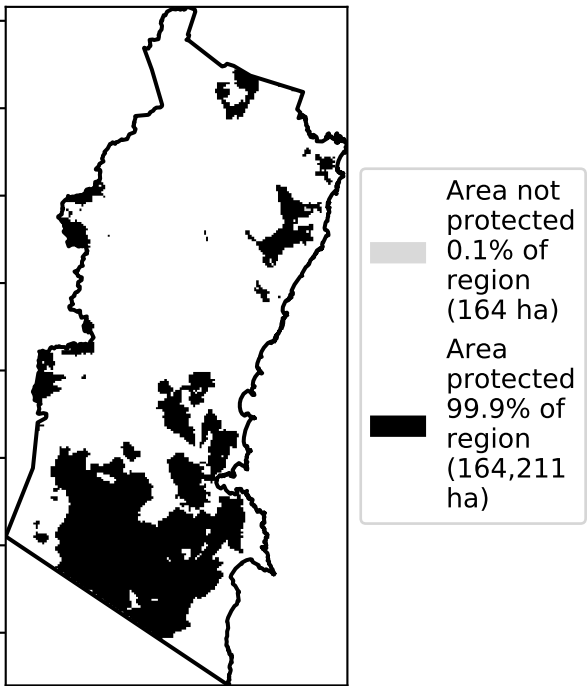 Area not
protected
0.1% of
region
(164 ha)
Area
protected
99.9% of
region
(164,211
ha)